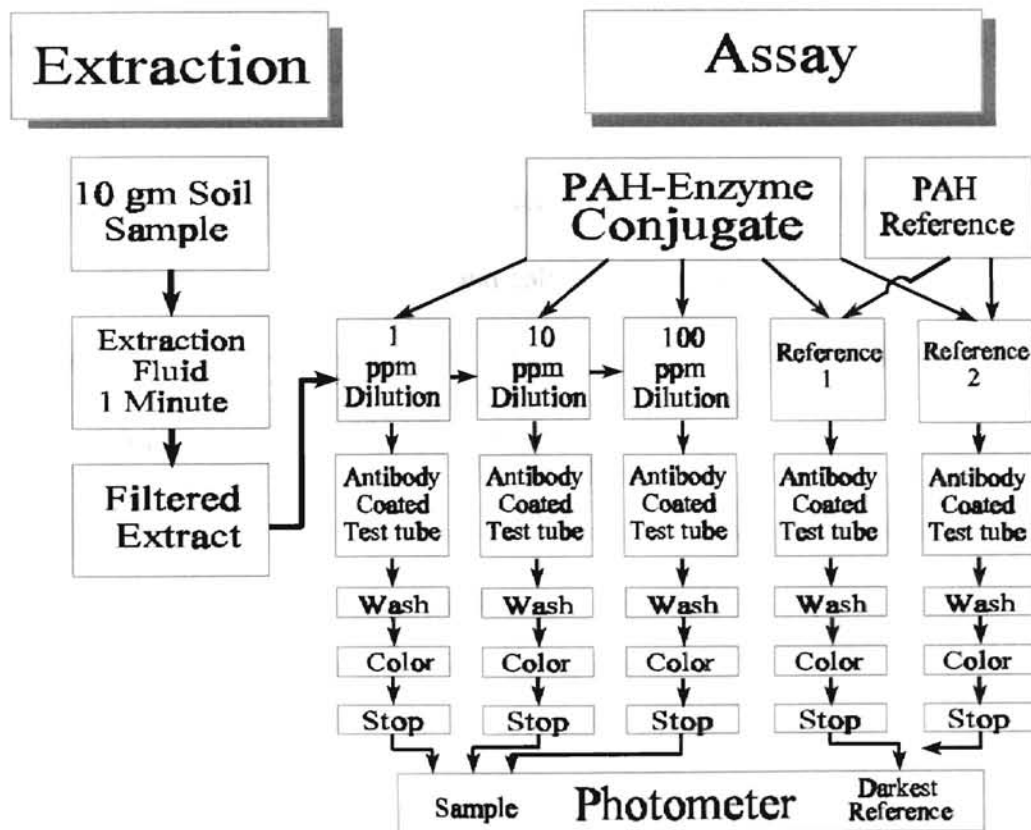 Extraction
Assay
10 gm Soil
Sample
Extraction
Fluid
1 Minute
Filtered
Extract
PAH-Enzyme
Conjugate
PAH
Reference
1
ppm
Dilution
10
ppm
Dilution
100
ppm
Dilution
Reference
1
Reference
2
Antibody
Coated
Test tube
Antibody
Coated
Test tube
Antibody
Coated
Test tube
Antibody
Coated
Test tube
Antibody
Coated
Test tube
Wash
Wash
Wash
Wash
Wash
Color
Color
Color
Color
Color
Stop
Stop
Stop
Stop
Stop
Sample
Photometer
Darkest
Reference